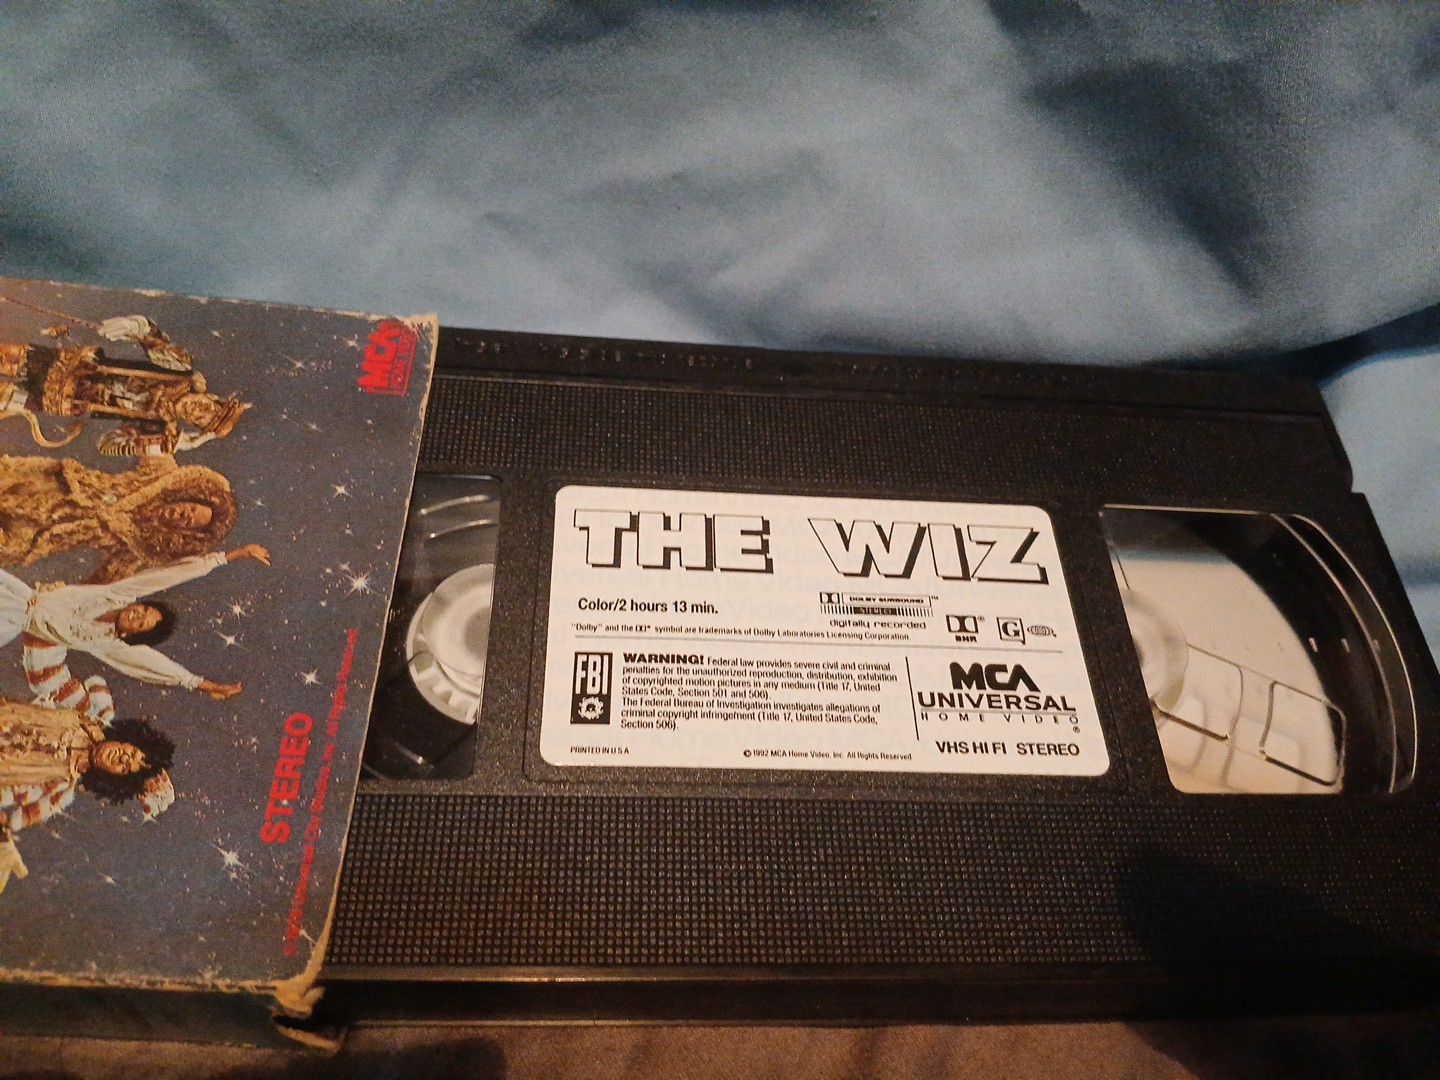 MCA
STEREO
THE WIZ
Color/2 hours 13 min.
DOLBY SURROUND™
STEREO
digitally recorded
"Dolby" and the symbol are trademarks of Dolby Laboratories Licensing Corporation.
®
BNR
G
FBI
WARNING! Federal law provides severe civil and criminal
penalties for the unauthorized reproduction, distribution, exhibition
of copyrighted motion pictures in any medium (Title 17, United
States Code, Section 501 and 506).
The Federal Bureau of Investigation investigates allegations of
criminal copyright infringement (Title 17, United States Code,
Section 506).
MCA
UNIVERSAL
HOME VIDEO
®
PRINTED IN U.S.A
© 1992 MCA Home Video, Inc. All Rights Reserved
VHS HI FI STEREO